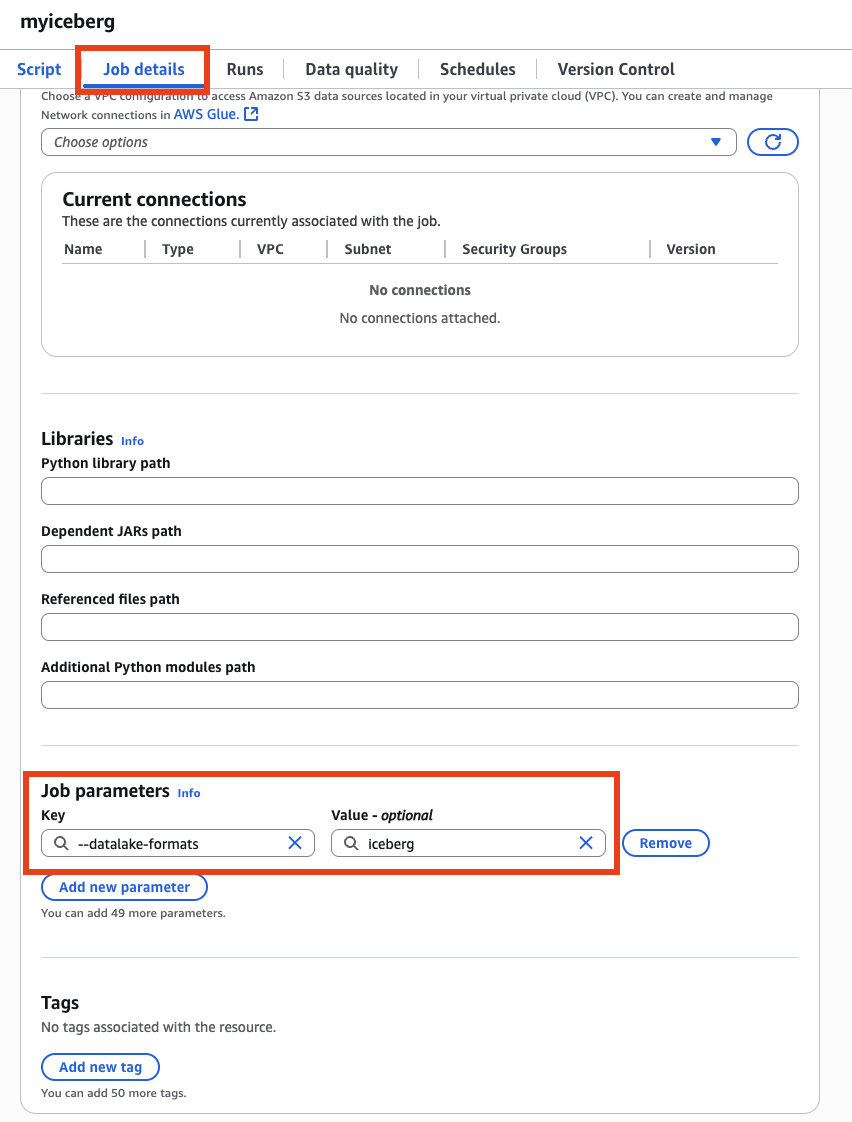 myiceberg
Script Job details Runs Data quality Schedules Version Control
Choose a VPC configuration to access Amazon S3 data sources located in your virtual private cloud (VPC). You can create and manage
Network connections in AWS Glue.
Choose options
Current connections
These are the connections currently associated with the job.
Name Type VPC Subnet Security Groups Version
No connections
No connections attached.
Libraries Info
Python library path
Dependent JARs path
Referenced files path
Additional Python modules path
Job parameters Info
Key Value - optional
--datalake-formats iceberg Remove
Add new parameter
You can add 49 more parameters.
Tags
No tags associated with the resource.
Add new tag
You can add 50 more tags.